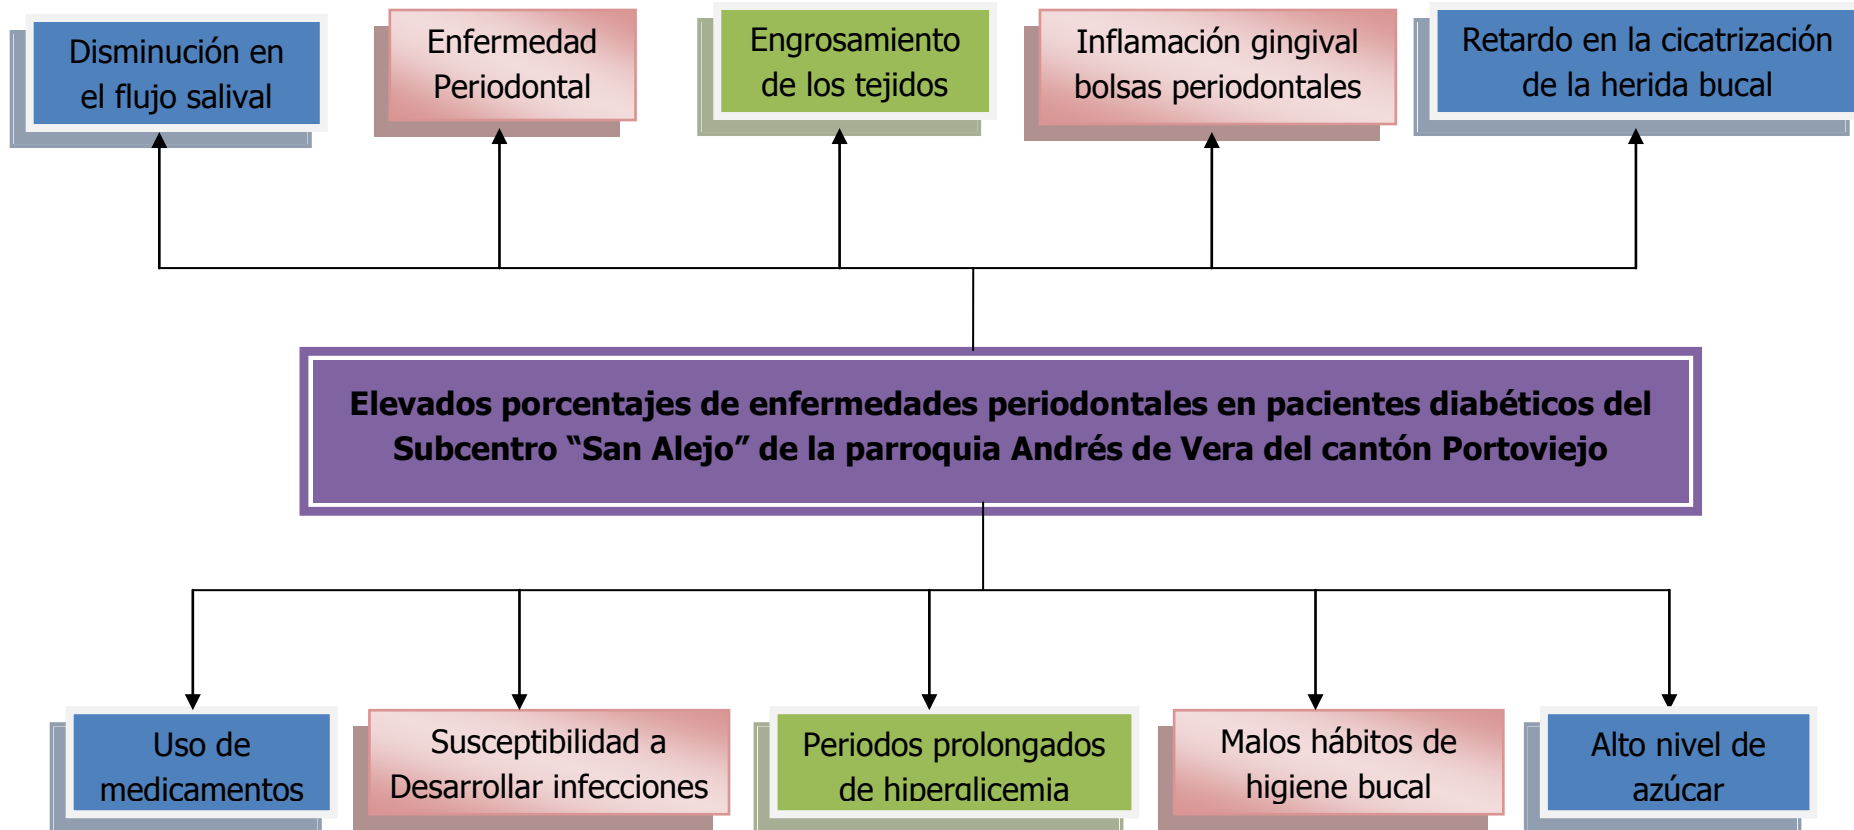 Disminución en
el flujo salival
Enfermedad
Periodontal
Engrosamiento
de los tejidos
Inflamación gingival
bolsas periodontales
Retardo en la cicatrización
de la herida bucal
Elevados porcentajes de enfermedades periodontales en pacientes diabéticos del
Subcentro “San Alejo” de la parroquia Andrés de Vera del cantón Portoviejo
Uso de
medicamentos
Susceptibilidad a
Desarrollar infecciones
Periodos prolongados
de hiperglicemia
Malos hábitos de
higiene bucal
Alto nivel de
azúcar